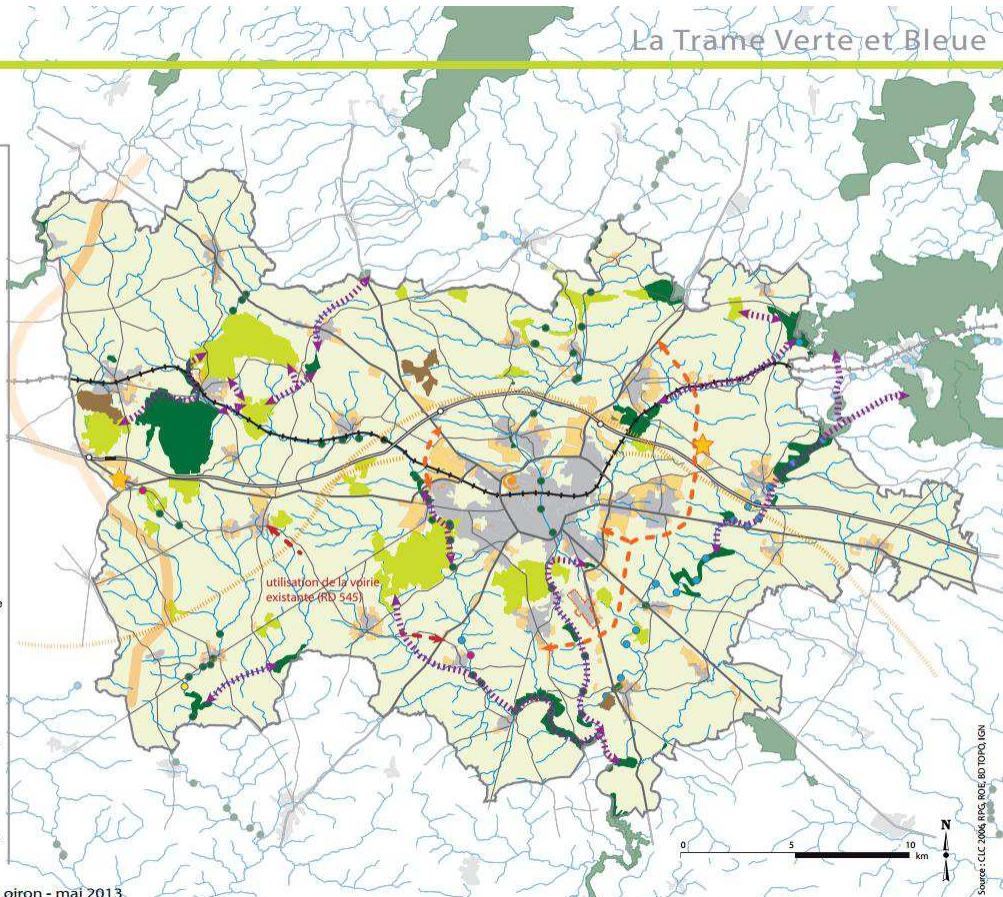 La Trame Verte et Bleue
utilisation de la voirie
existante (RD 545)
0 5 10
km
N
Source : CLC 2006, RPG, ROE, BD TOPO, IGN
oiron - mai 2013